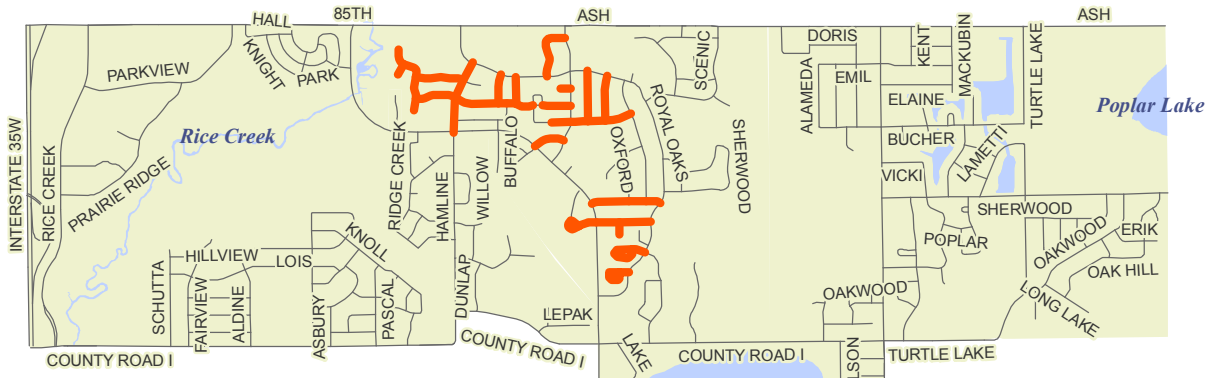 85TH
ASH
ASH
HALL
KNIGHT
PARK
PARKVIEW
SCENIC
DORIS
KENT
MACKUBIN
TURTLE LAKE
ALAMEDA
EMIL
ELAINE
Poplar Lake
Rice Creek
ROYAL OAKS
BUCHER
LAMETTI
VICKI
INTERSTATE 35W
RICE CREEK
PRAIRIE RIDGE
RIDGE CREEK
HAMLINE
WILLOW
BUFFALO
OXFORD
SHERWOOD
SHERWOOD
POPLAR
OAKWOOD
ERIK
OAK HILL
LONG LAKE
KNOLL
HILLVIEW
LOIS
SCHUTTA
FAIRVIEW
ALDINE
ASBURY
PASCAL
DUNLAP
LEPAK
OAKWOOD
COUNTY ROAD I
COUNTY ROAD I
LAKE
COUNTY ROAD I
LSON
TURTLE LAKE